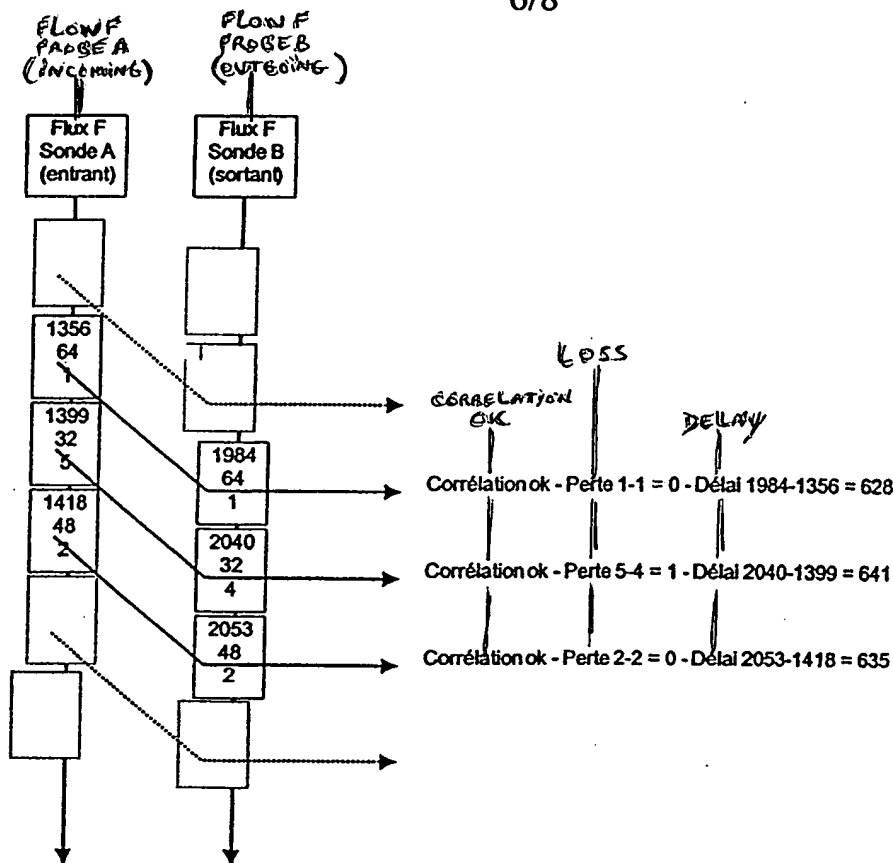 6/8
FLOW F
PROBE A
(INCOMING)
FLOW F
PROBE B
(OUTGOING)
Flux F
Sonde A
(entrant)
Flux F
Sonde B
(sortant)
1356
64
1
1399
32
5
1418
48
2
1984
64
1
2040
32
4
2053
48
2
LOSS
CORRELATION
OK
DELAY
Corrélation ok - Perte 1-1 = 0 - Délai 1984-1356 = 628
Corrélation ok - Perte 5-4 = 1 - Délai 2040-1399 = 641
Corrélation ok - Perte 2-2 = 0 - Délai 2053-1418 = 635